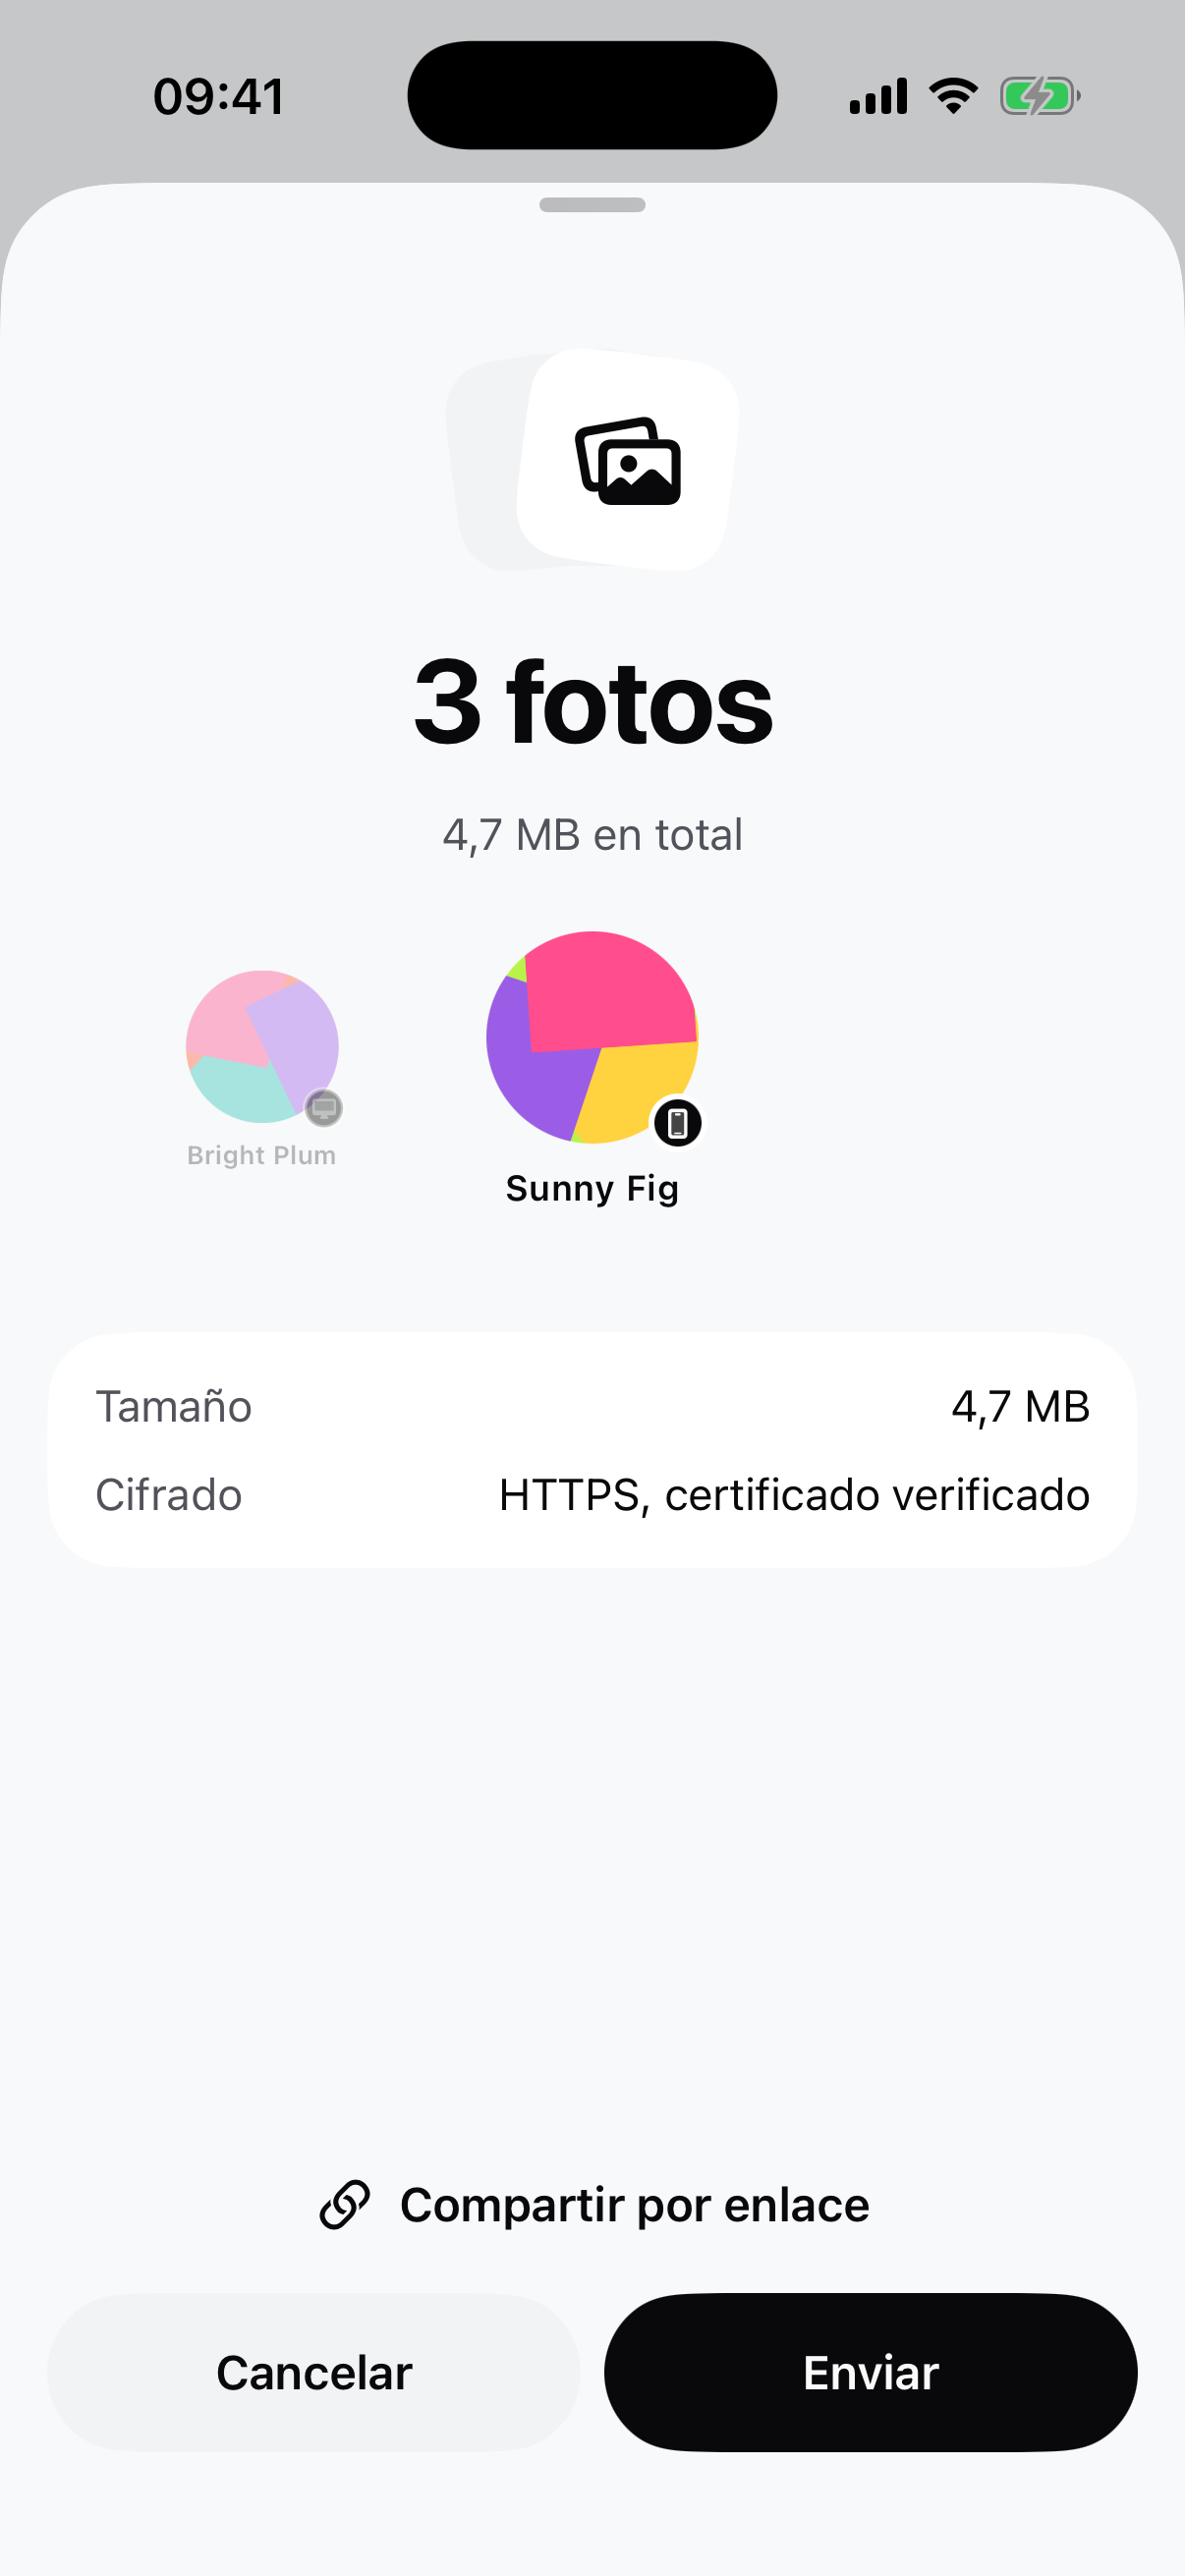 09:41
3 fotos
4,7 MB en total
Bright Plum
Sunny Fig
Tamaño 4,7 MB
Cifrado HTTPS, certificado verificado
Compartir por enlace
Cancelar Enviar